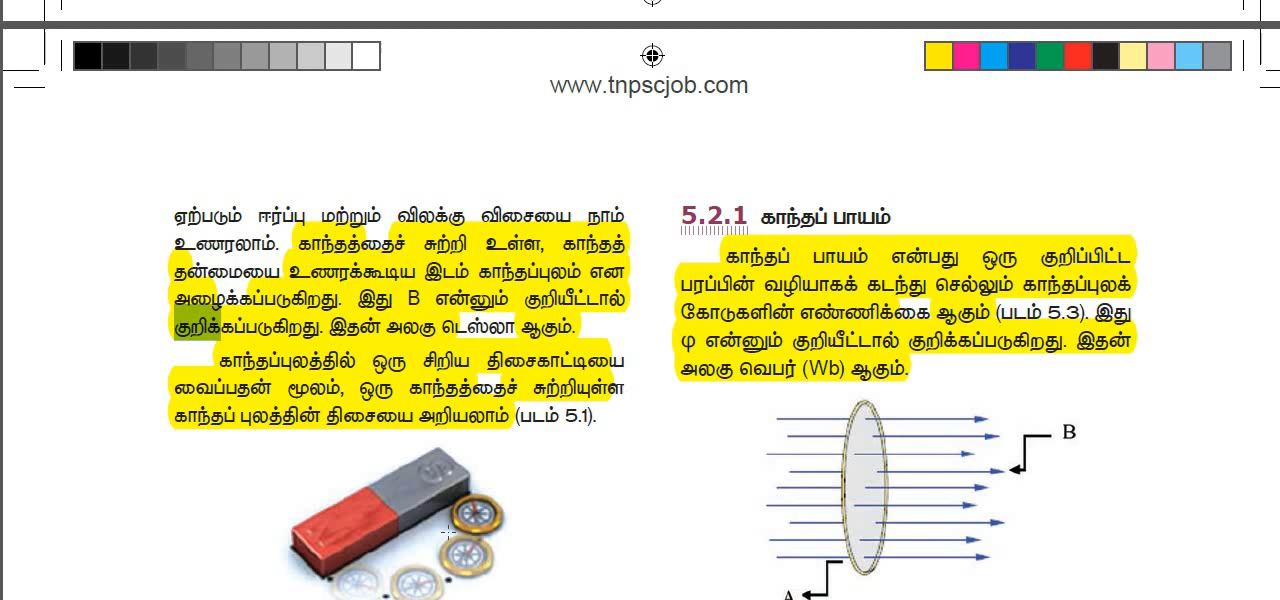 www.tnpscjob.com
ஏற்படும் ஈர்ப்பு மற்றும் விலக்கு விசையை நாம்
உணரலாம். காந்தத்தைச் சுற்றி உள்ள, காந்தத்
தன்மையை உணரக்கூடிய இடம் காந்தப்புலம் என
அழைக்கப்படுகிறது. இது B என்னும் குறியீட்டால்
குறிக்கப்படுகிறது. இதன் அலகு டெஸ்லா ஆகும்.
காந்தப்புலத்தில் ஒரு சிறிய திசைகாட்டியை
வைப்பதன் மூலம், ஒரு காந்தத்தைச் சுற்றியுள்ள
காந்தப் புலத்தின் திசையை அறியலாம் (படம் 5.1).
5.2.1 காந்தப் பாயம்
காந்தப் பாயம் என்பது ஒரு குறிப்பிட்ட
பரப்பின் வழியாகக் கடந்து செல்லும் காந்தப்புலக்
கோடுகளின் எண்ணிக்கை ஆகும் (படம் 5.3). இது
φ என்னும் குறியீட்டால் குறிக்கப்படுகிறது. இதன்
அலகு வெபர் (Wb) ஆகும்.
B
A